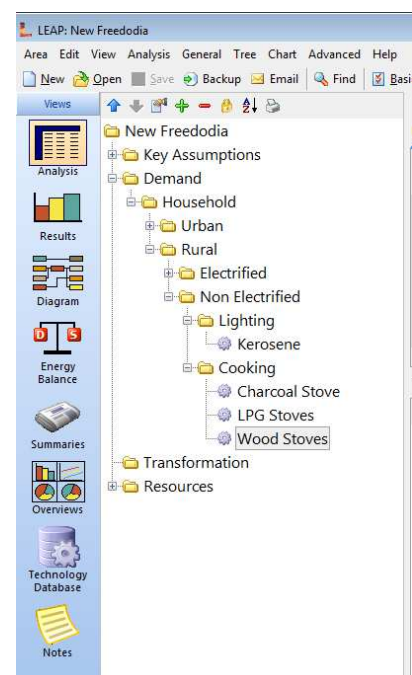 LEAP: New Freedodia
Area Edit View Analysis General Tree Chart Advanced Help
New Open Save Backup Email Find Basi
Views
New Freedodia
Key Assumptions
Analysis
Demand
Household
Urban
Results
Rural
Electrified
Non Electrified
Diagram
Lighting
Kerosene
D S
Cooking
Energy
Balance
Charcoal Stove
LPG Stoves
Wood Stoves
Summaries
Transformation
Resources
Overviews
Technology
Database
Notes